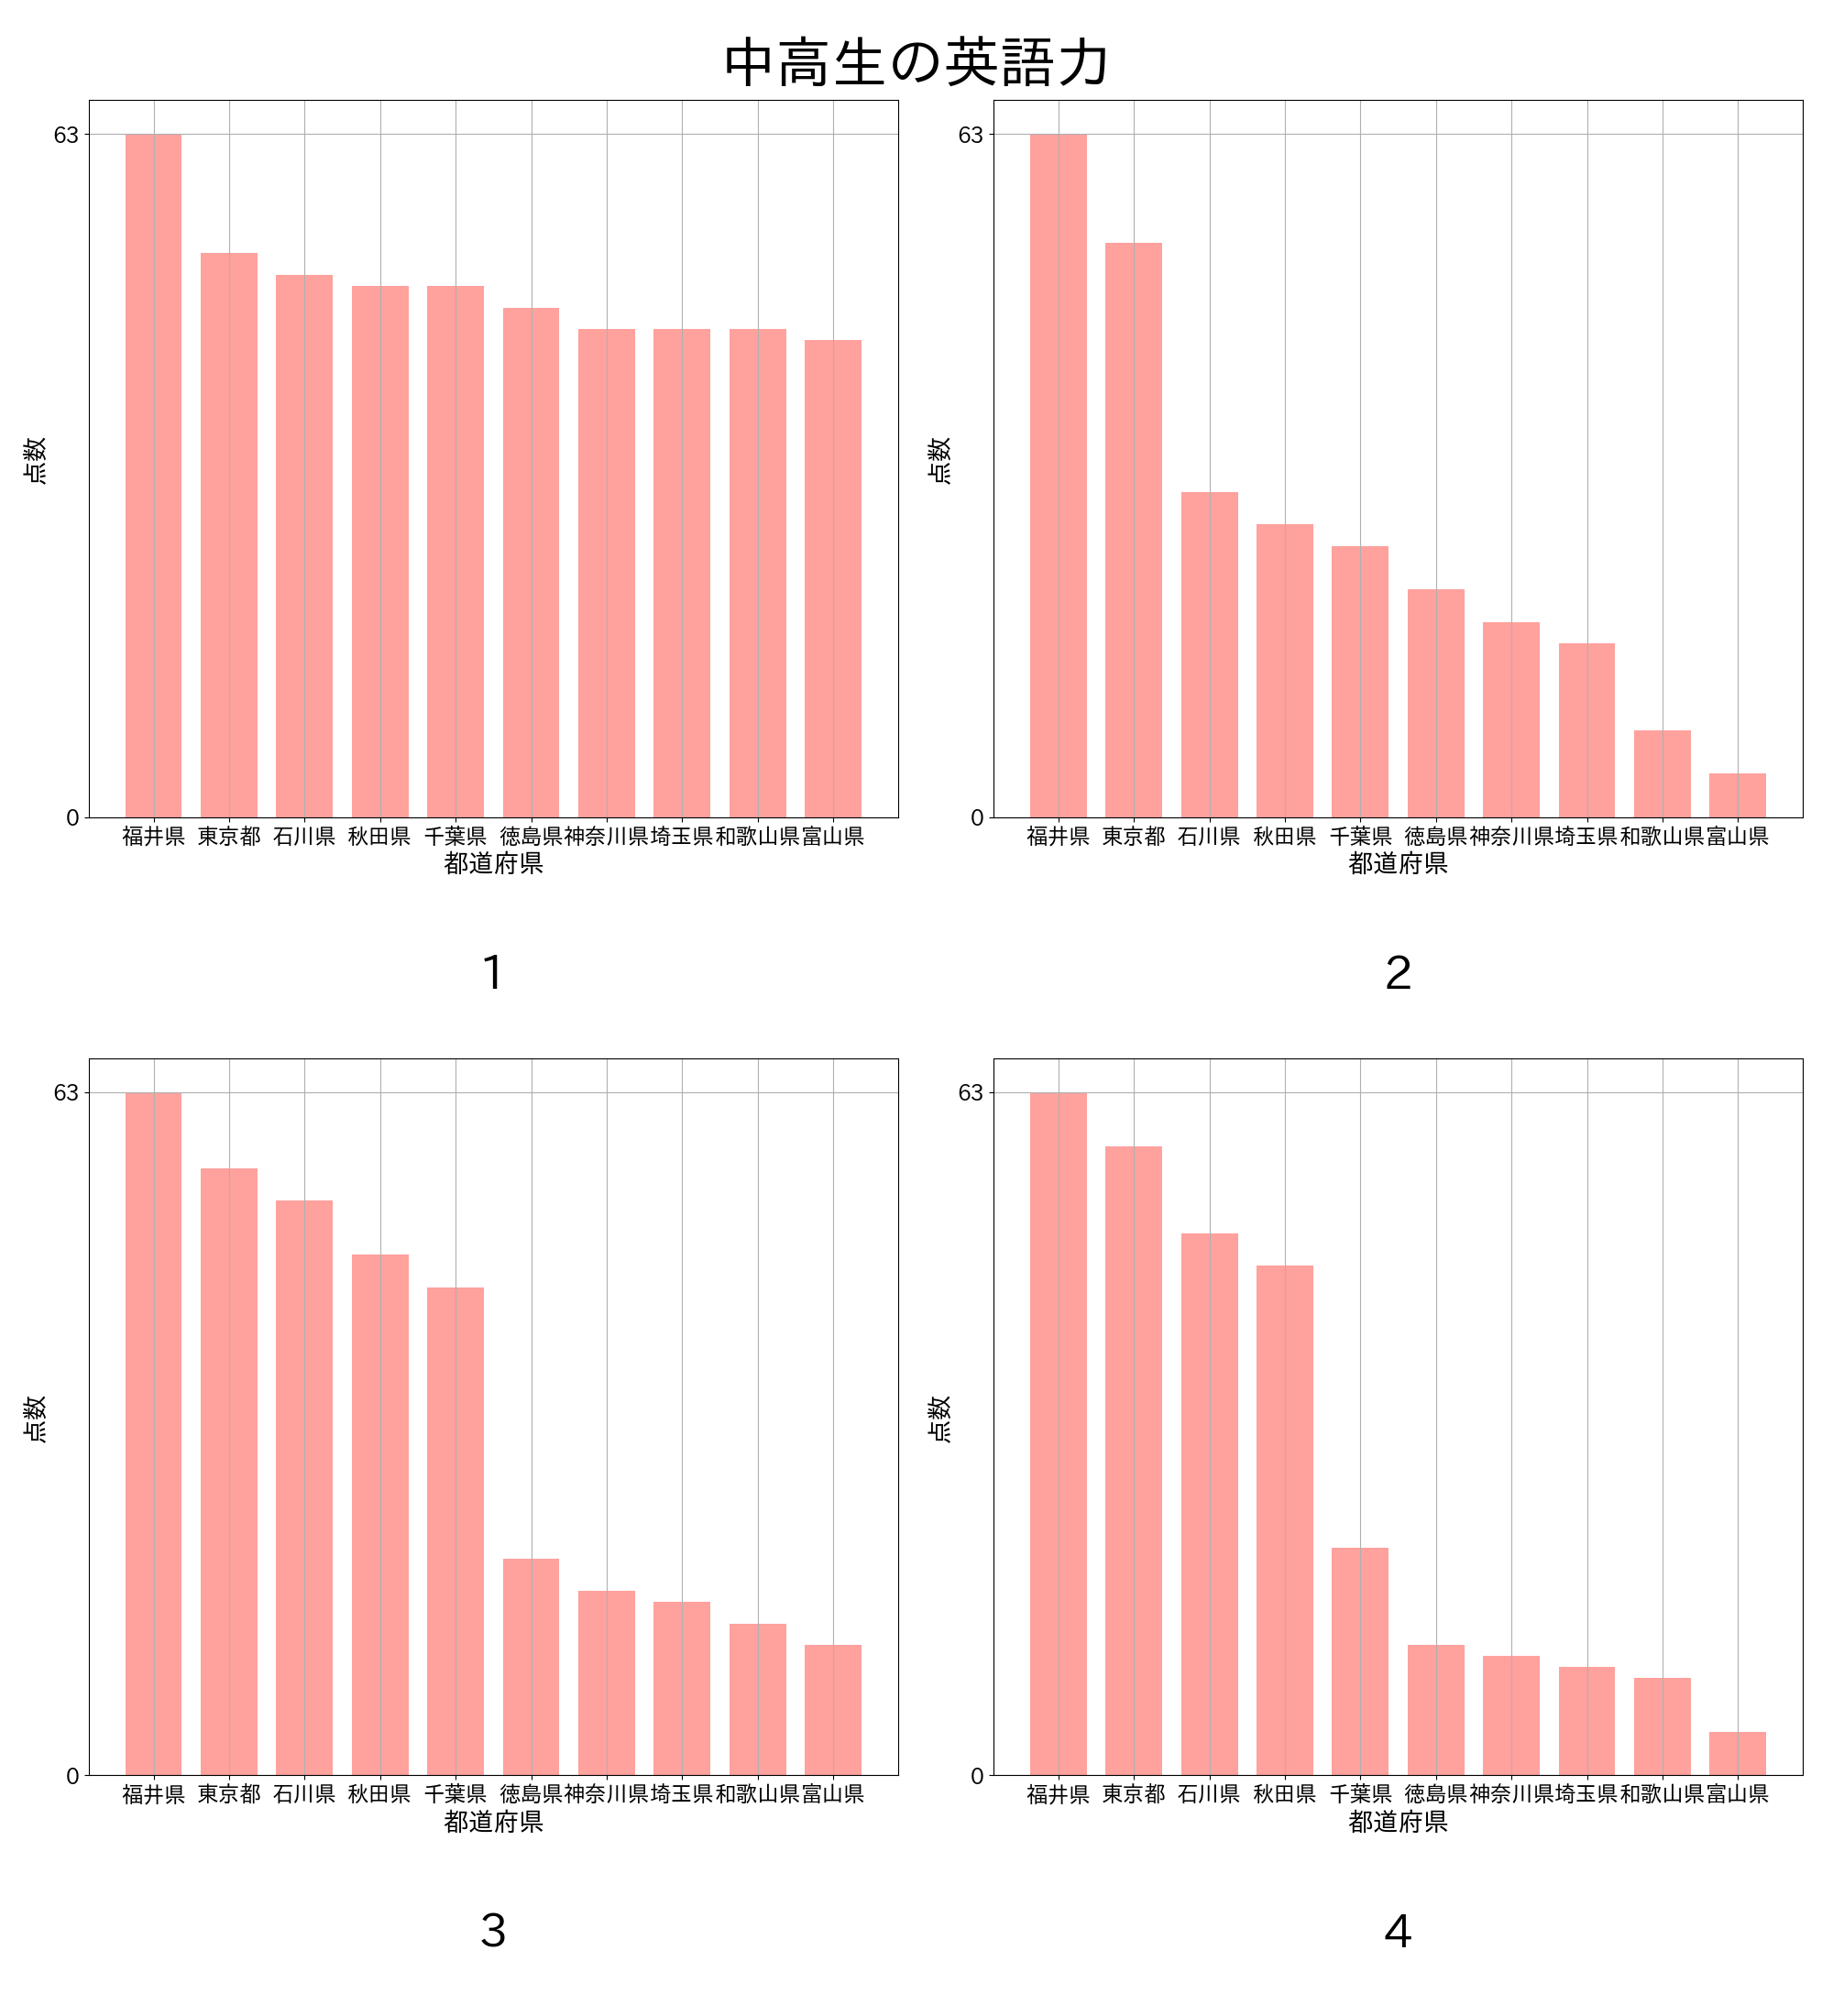 中高生の英語力
63
点数
0
福井県 東京都 石川県 秋田県 千葉県 徳島県 神奈川県 埼玉県 和歌山県 富山県
都道府県
1
63
点数
0
福井県 東京都 石川県 秋田県 千葉県 徳島県 神奈川県 埼玉県 和歌山県 富山県
都道府県
2
63
点数
0
福井県 東京都 石川県 秋田県 千葉県 徳島県 神奈川県 埼玉県 和歌山県 富山県
都道府県
3
63
点数
0
福井県 東京都 石川県 秋田県 千葉県 徳島県 神奈川県 埼玉県 和歌山県 富山県
都道府県
4